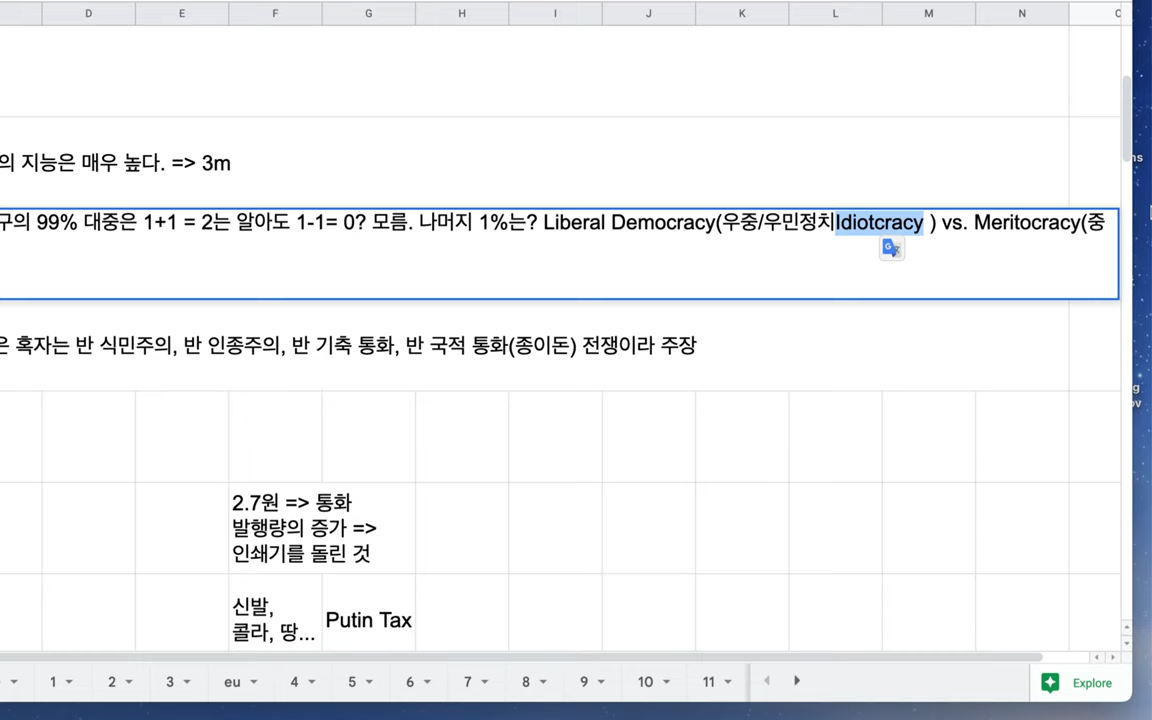 D E F G H I J K L M N
의 지능은 매우 높다. => 3m
구의 99% 대중은 1+1 = 2는 알아도 1-1= 0? 모름. 나머지 1%는? Liberal Democracy(우중/우민정치Idiotcracy ) vs. Meritocracy(중
은 혹자는 반 식민주의, 반 인종주의, 반 기축 통화, 반 국적 통화(종이돈) 전쟁이라 주장
2.7원 => 통화
발행량의 증가 =>
인쇄기를 돌린 것
신발,
콜라, 땅...
Putin Tax
1 2 3 eu 4 5 6 7 8 9 10 11 Explore